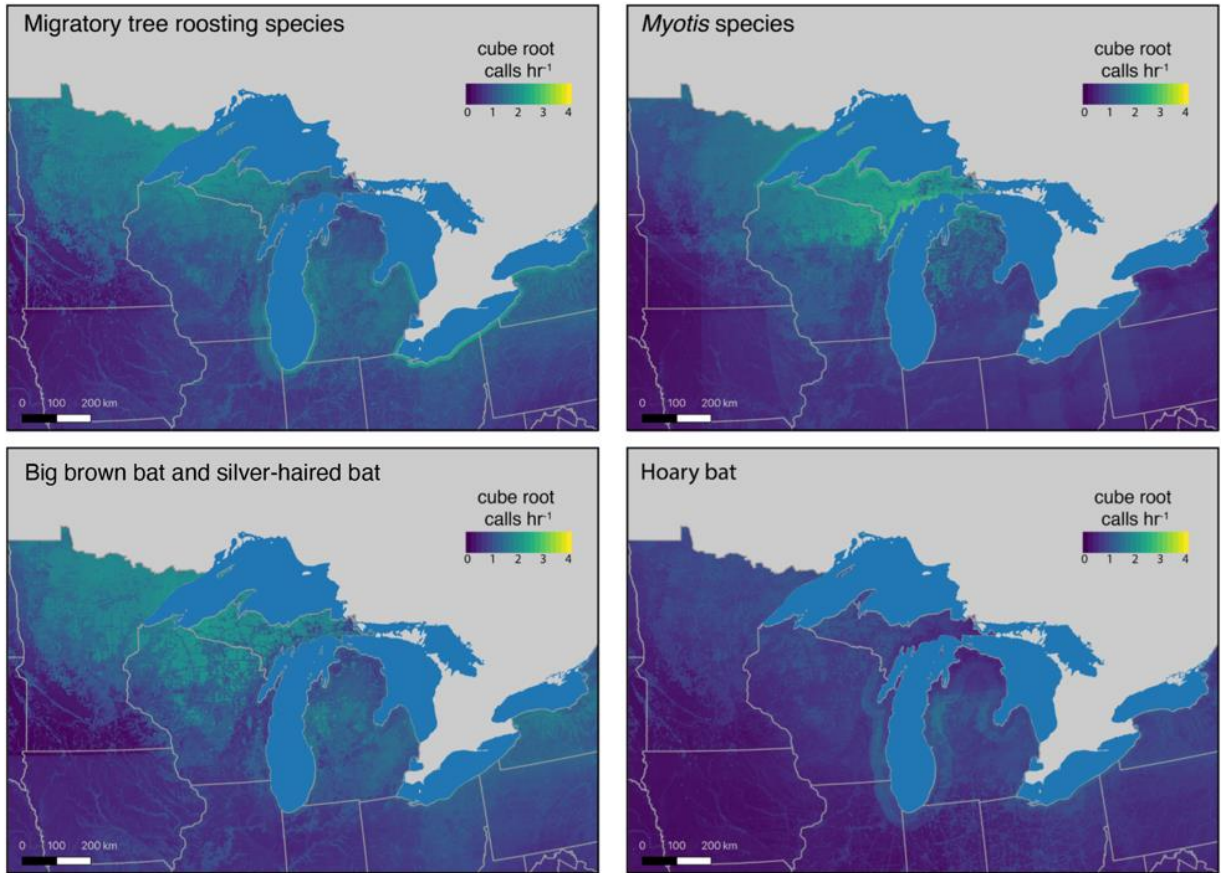 Migratory tree roosting species
cube root
calls hr⁻¹
0 1 2 3 4
0 100 200 km
Myotis species
cube root
calls hr⁻¹
0 1 2 3 4
0 100 200 km
Big brown bat and silver-haired bat
cube root
calls hr⁻¹
0 1 2 3 4
0 100 200 km
Hoary bat
cube root
calls hr⁻¹
0 1 2 3 4
0 100 200 km